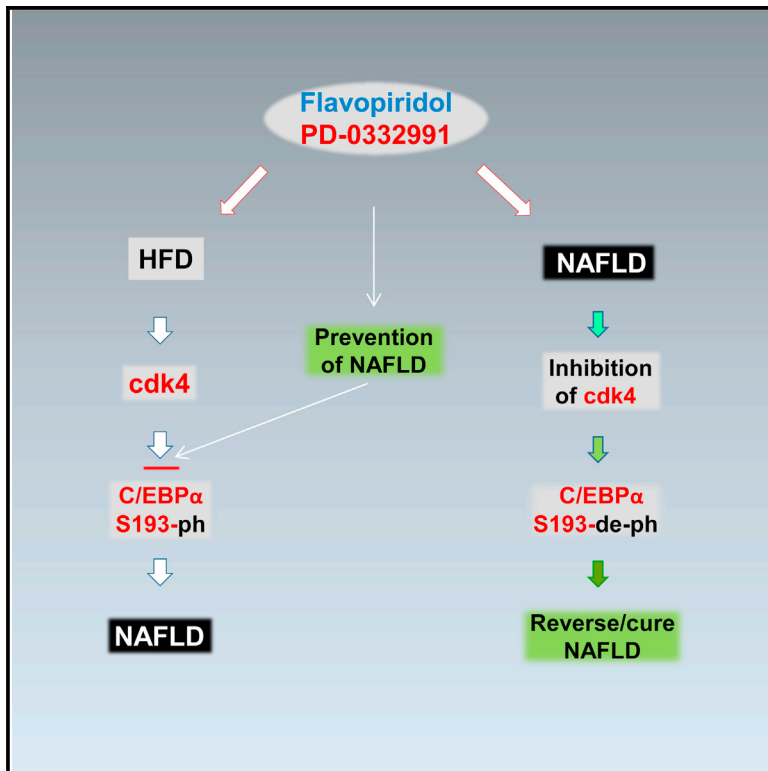 Flavopiridol
PD-0332991
HFD
cdk4
C/EBPα
S193-ph
NAFLD
Prevention
of NAFLD
NAFLD
Inhibition
of cdk4
C/EBPα
S193-de-ph
Reverse/cure
NAFLD